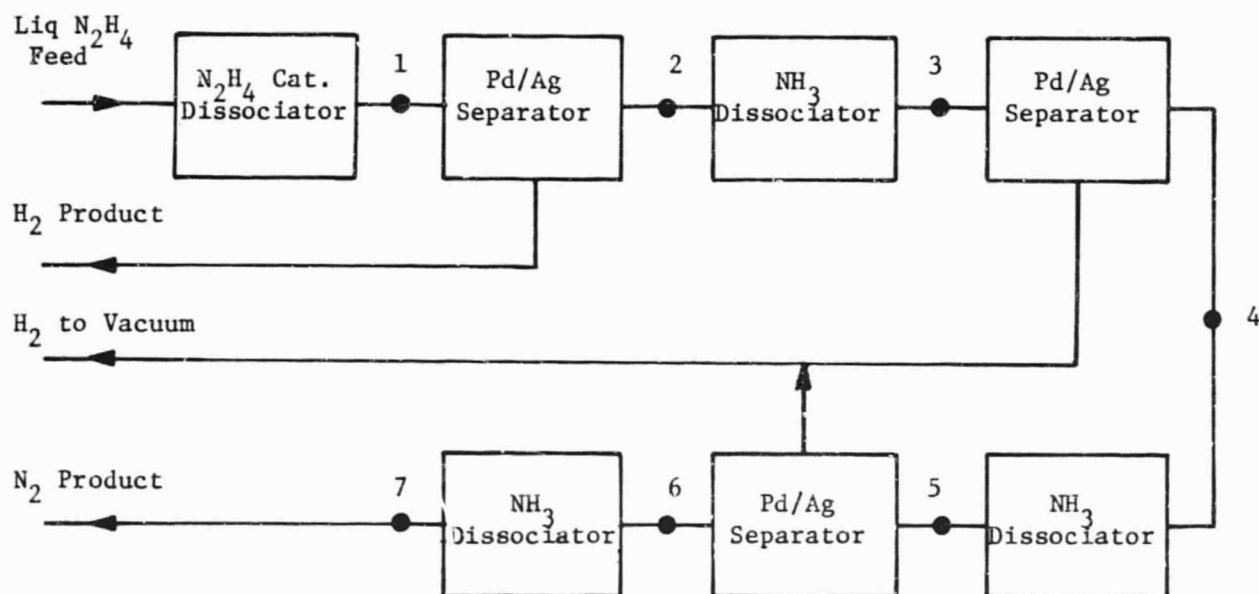 Liq N₂H₄
Feed
N₂H₄ Cat.
Dissociator
1
Pd/Ag
Separator
2
NH₃
Dissociator
3
Pd/Ag
Separator
H₂ Product
H₂ to Vacuum
4
N₂ Product
7
NH₃
Dissociator
6
Pd/Ag
Separator
5
NH₃
Dissociator